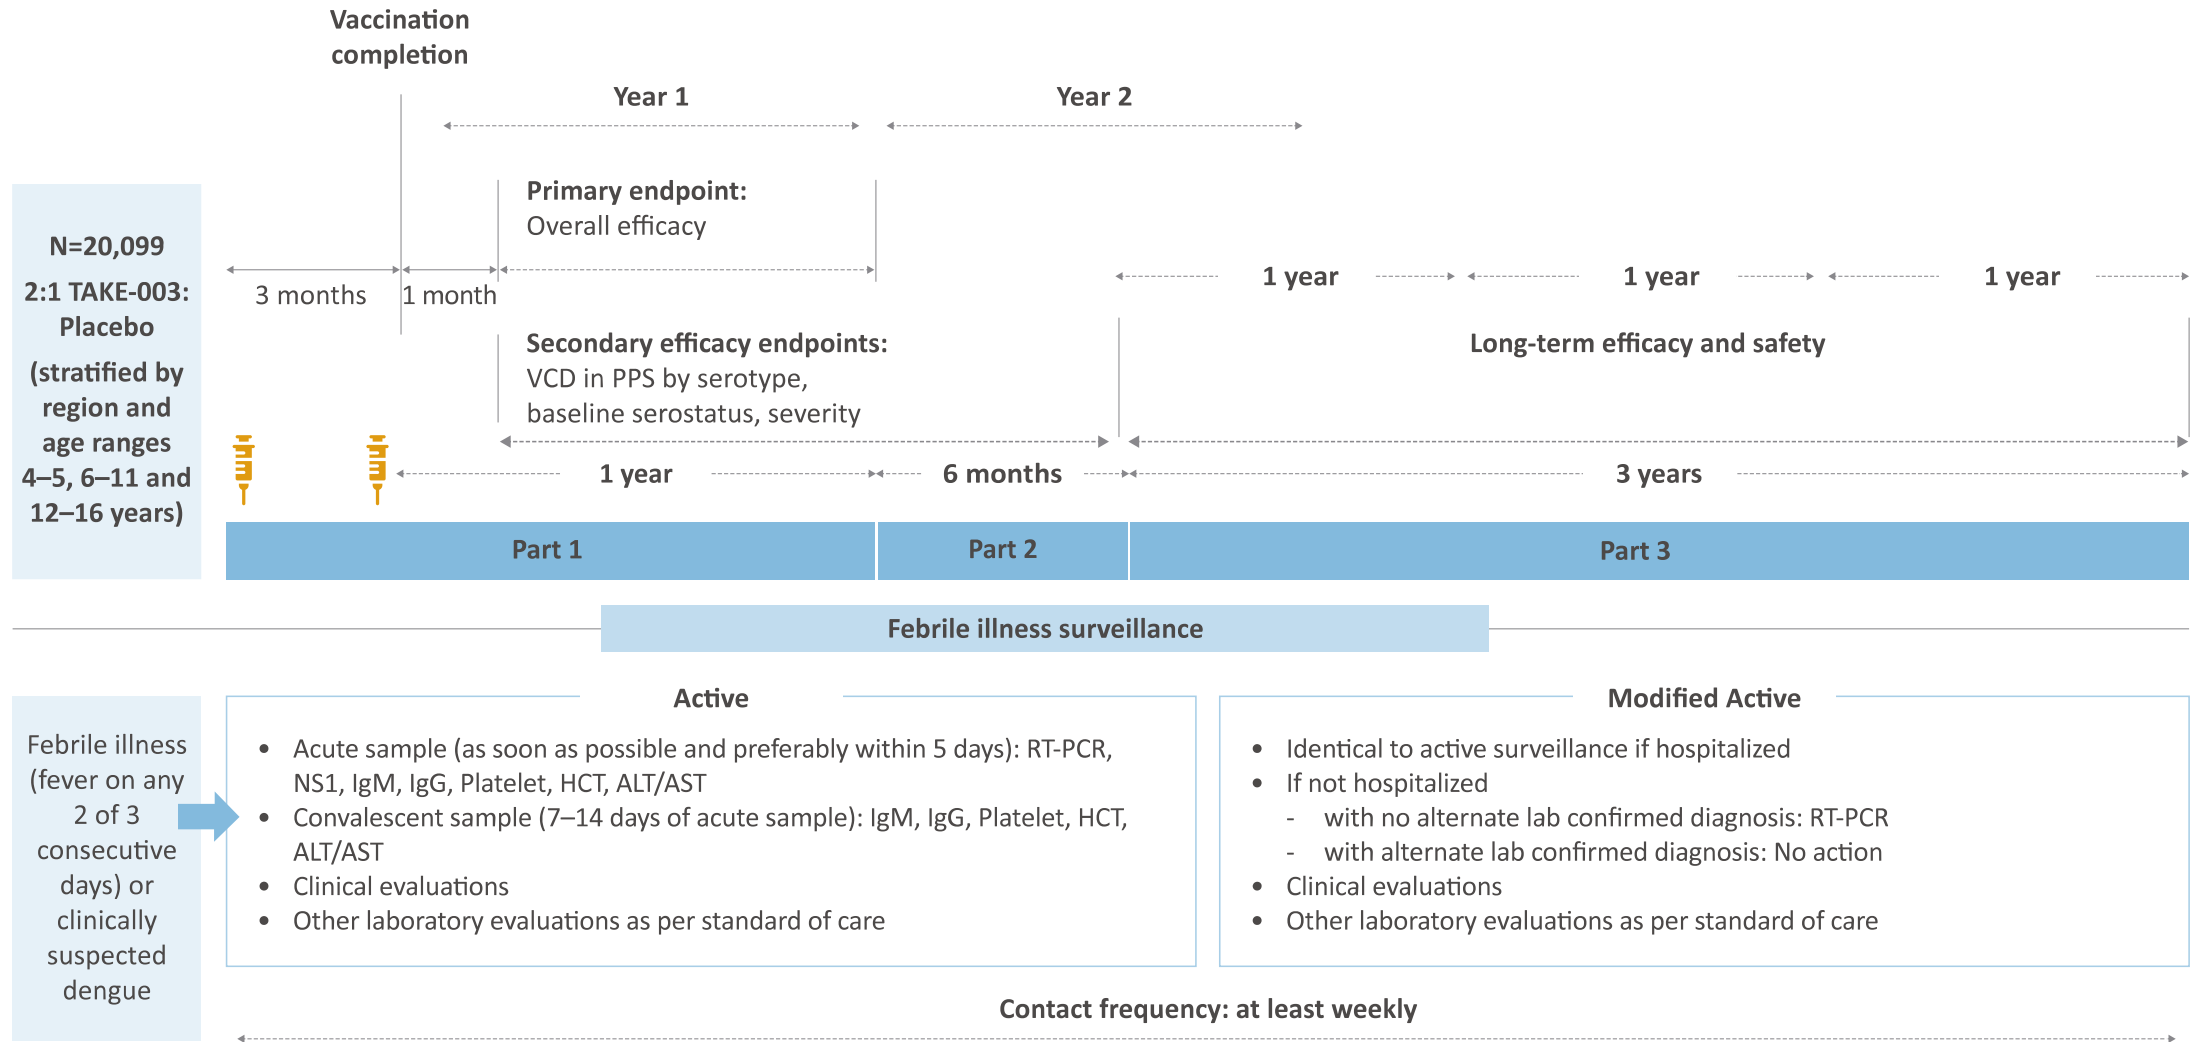 Vaccination
completion
Year 1
Year 2
N=20,099
2:1 TAKE-003:
Placebo
(stratified by
region and
age ranges
4–5, 6–11 and
12–16 years)
3 months
1 month
Primary endpoint:
Overall efficacy
1 year
1 year
1 year
Secondary efficacy endpoints:
VCD in PPS by serotype,
baseline serostatus, severity
Long-term efficacy and safety
1 year
6 months
3 years
Part 1
Part 2
Part 3
Febrile illness surveillance
Febrile illness
(fever on any
2 of 3
consecutive
days) or
clinically
suspected
dengue
Active
• Acute sample (as soon as possible and preferably within 5 days): RT-PCR,
NS1, IgM, IgG, Platelet, HCT, ALT/AST
• Convalescent sample (7–14 days of acute sample): IgM, IgG, Platelet, HCT,
ALT/AST
• Clinical evaluations
• Other laboratory evaluations as per standard of care
Modified Active
• Identical to active surveillance if hospitalized
• If not hospitalized
- with no alternate lab confirmed diagnosis: RT-PCR
- with alternate lab confirmed diagnosis: No action
• Clinical evaluations
• Other laboratory evaluations as per standard of care
Contact frequency: at least weekly